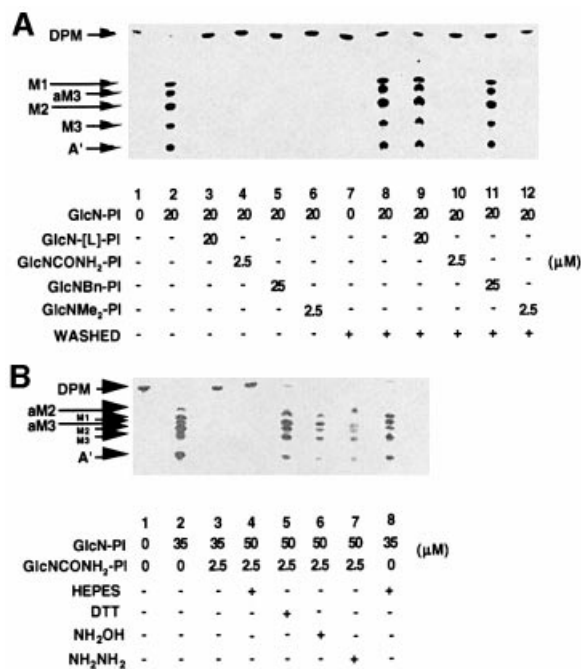 A
DPM
M1
aM3
M2
M3
A'
1 2 3 4 5 6 7 8 9 10 11 12
GlcN-PI 0 20 20 20 20 20 0 20 20 20 20 20
GlcN-[L]-PI - - 20 - - - - - 20 - - -
GlcNCONH₂-PI - - - 2.5 - - - - - 2.5 - - (μM)
GlcNBn-PI - - - - 25 - - - - - 25 -
GlcNMe₂-PI - - - - - 2.5 - - - - - 2.5
WASHED - - - - - - + + + + + +
B
DPM
aM2
M1
aM3
M2
M3
A'
1 2 3 4 5 6 7 8
GlcN-PI 0 35 35 50 50 50 50 35 (μM)
GlcNCONH₂-PI 0 0 2.5 2.5 2.5 2.5 2.5 0
HEPES - - - + - - - +
DTT - - - - + - - -
NH₂OH - - - - - + - -
NH₂NH₂ - - - - - - + -